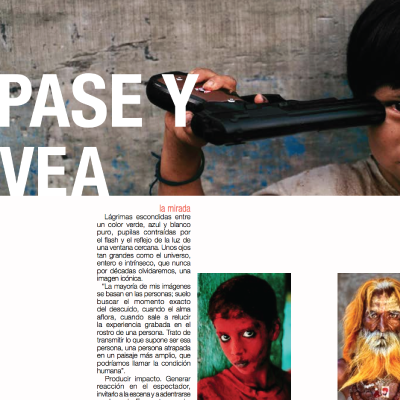 PASE Y
VEA
la mirada
Lágrimas escondidas entre
un color verde, azul y blanco
puro, pupilas contraídas por
el flash y el reflejo de la luz de
una ventana cercana. Unos ojos
tan grandes como el universo,
entero e intrínseco, que nunca
por décadas olvidaremos, una
imagen icónica.
"La mayoría de mis imágenes
se basan en las personas; suelo
buscar el momento exacto
del descuido, cuando el alma
aflora, cuando sale a relucir
la experiencia grabada en el
rostro de una persona. Trato de
transmitir lo que supone ser esa
persona, una persona atrapada
en un paisaje más amplio, que
podríamos llamar la condición
humana".
Producir impacto. Generar
reacción en el espectador,
invitarlo a la escena y a adentrarse